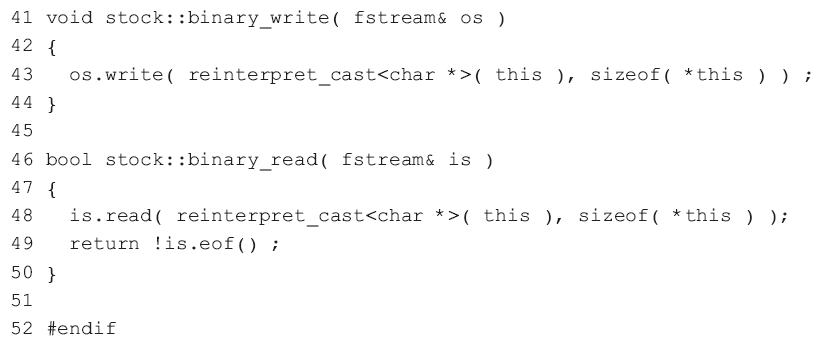 41 void stock::binary_write( fstream& os )
42 {
43   os.write( reinterpret_cast<char *>( this ), sizeof( *this ) ) ;
44 }
45
46 bool stock::binary_read( fstream& is )
47 {
48   is.read( reinterpret_cast<char *>( this ), sizeof( *this ) );
49   return !is.eof() ;
50 }
51
52 #endif